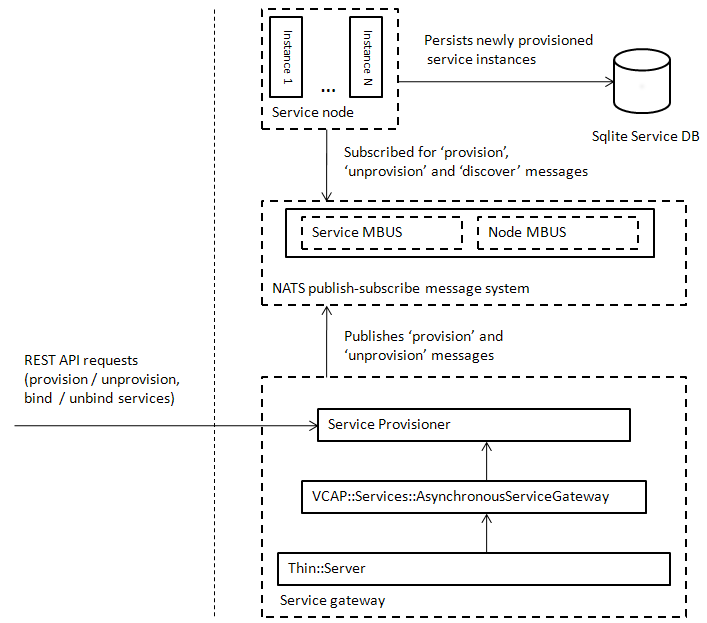 Instance 1
...
Instance N
Service node
Persists newly provisioned
service instances
Sqlite Service DB
Subscribed for ‘provision’,
‘unprovision’ and ‘discover’ messages
Service MBUS
Node MBUS
NATS publish-subscribe message system
Publishes ‘provision’ and
‘unprovision’ messages
REST API requests
(provision / unprovision,
bind / unbind services)
Service Provisioner
VCAP::Services::AsynchronousServiceGateway
Thin::Server
Service gateway